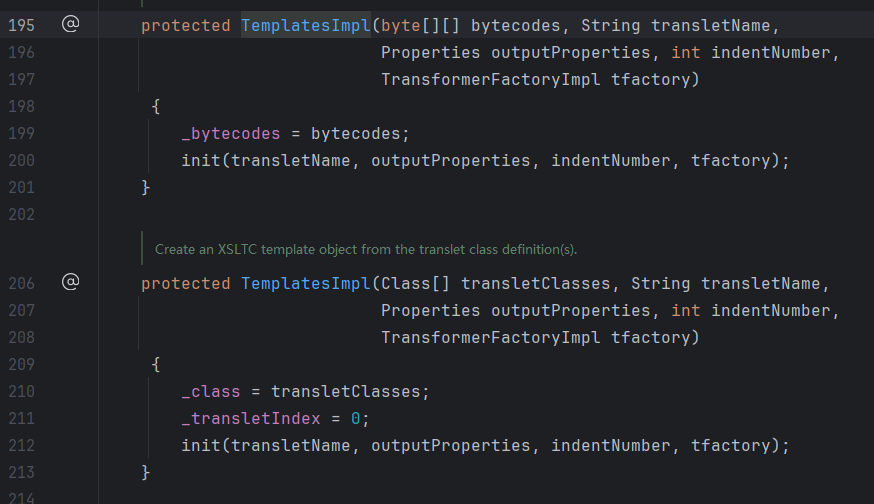 195 @ protected TemplatesImpl(byte[][] bytecodes, String transletName,
196 Properties outputProperties, int indentNumber,
197 TransformerFactoryImpl tfactory)
198 {
199 _bytecodes = bytecodes;
200 init(transletName, outputProperties, indentNumber, tfactory);
201 }
202
Create an XSLTC template object from the translet class definition(s).
206 @ protected TemplatesImpl(Class[] transletClasses, String transletName,
207 Properties outputProperties, int indentNumber,
208 TransformerFactoryImpl tfactory)
209 {
210 _class = transletClasses;
211 _transletIndex = 0;
212 init(transletName, outputProperties, indentNumber, tfactory);
213 }
214